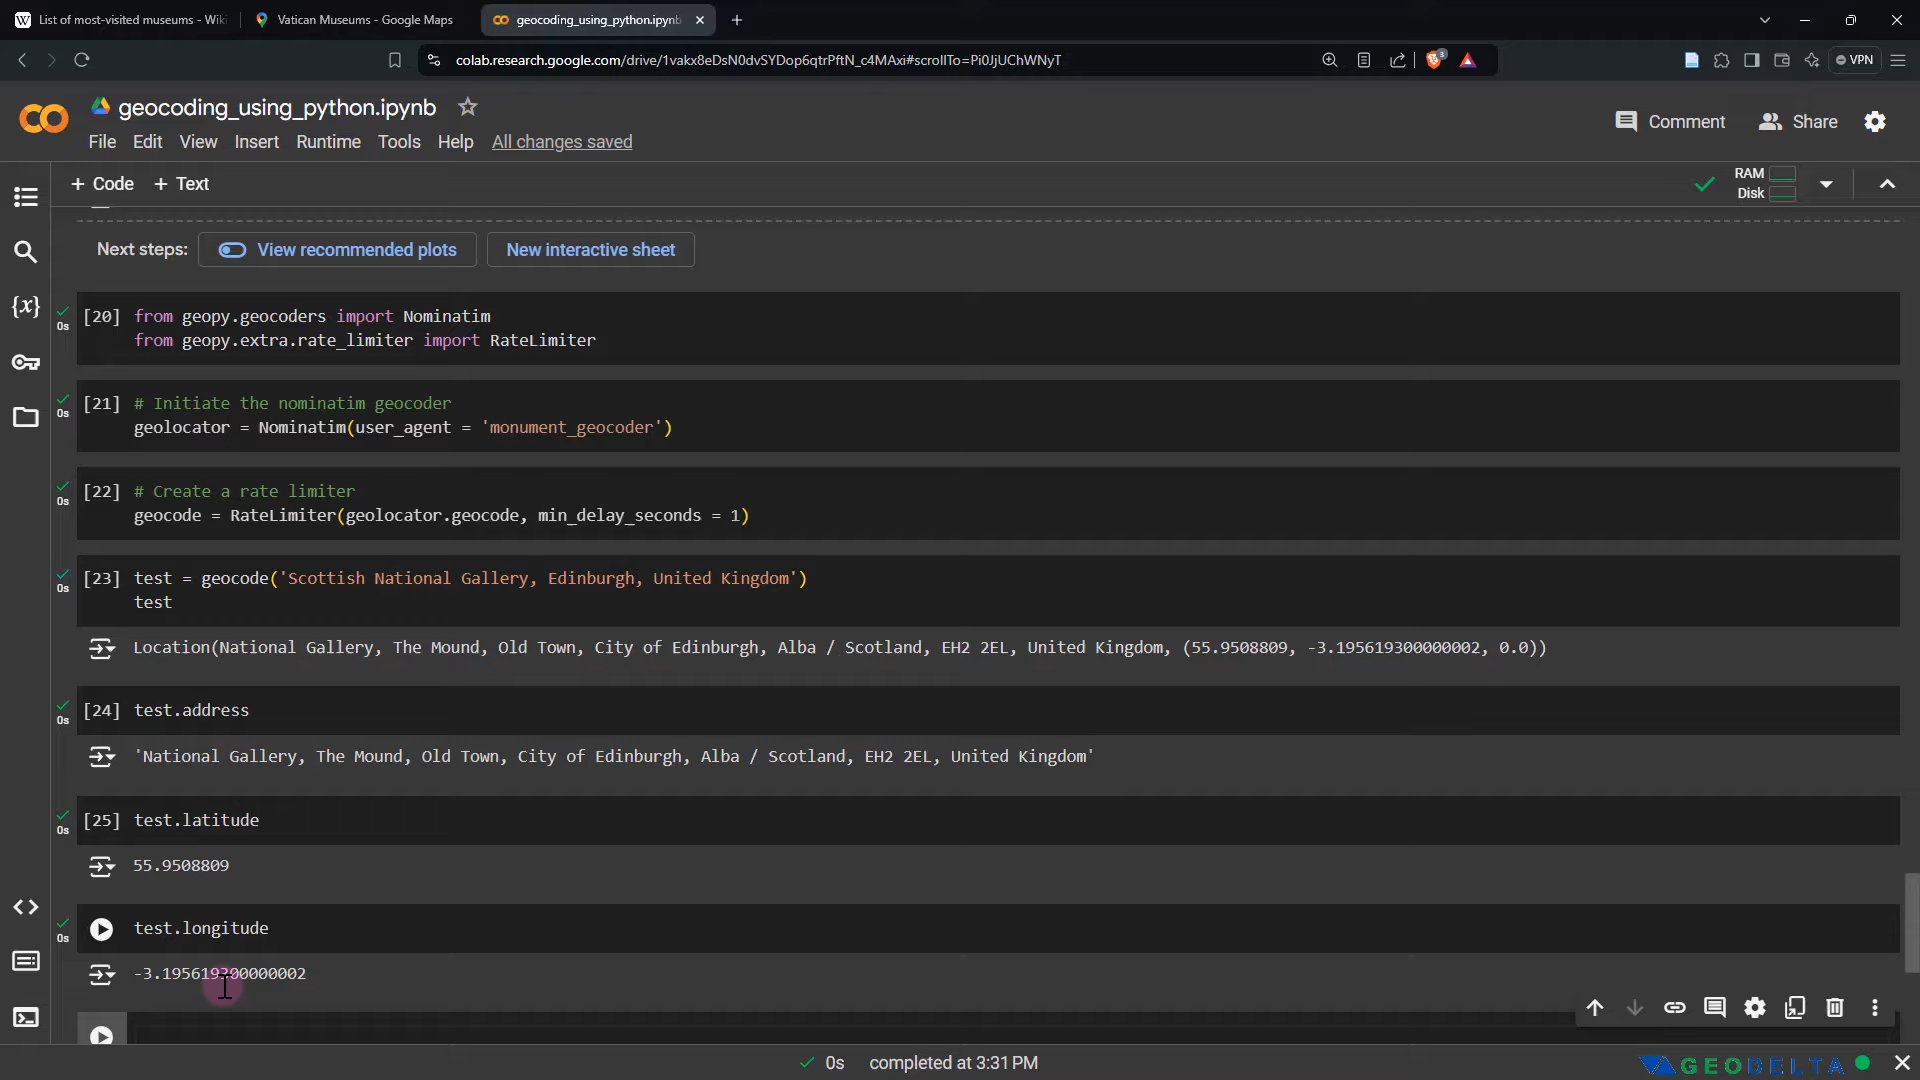 List of most-visited museums - Wiki
Vatican Museums - Google Maps
geocoding_using_python.ipynb
colab.research.google.com/drive/1vakx8eDsN0dvSYDop6qtrPftN_c4MAxi#scrollTo=Pi0JjUChWNyT
3
VPN
geocoding_using_python.ipynb
File Edit View Insert Runtime Tools Help All changes saved
Comment
Share
+ Code + Text
RAM
Disk
Next steps: View recommended plots New interactive sheet
0s
[20] from geopy.geocoders import Nominatim
from geopy.extra.rate_limiter import RateLimiter
0s
[21] # Initiate the nominatim geocoder
geolocator = Nominatim(user_agent = 'monument_geocoder')
0s
[22] # Create a rate limiter
geocode = RateLimiter(geolocator.geocode, min_delay_seconds = 1)
0s
[23] test = geocode('Scottish National Gallery, Edinburgh, United Kingdom')
test
Location(National Gallery, The Mound, Old Town, City of Edinburgh, Alba / Scotland, EH2 2EL, United Kingdom, (55.9508809, -3.195619300000002, 0.0))
0s
[24] test.address
'National Gallery, The Mound, Old Town, City of Edinburgh, Alba / Scotland, EH2 2EL, United Kingdom'
0s
[25] test.latitude
55.9508809
0s
test.longitude
-3.195619300000002
0s completed at 3:31 PM
GEODELTA